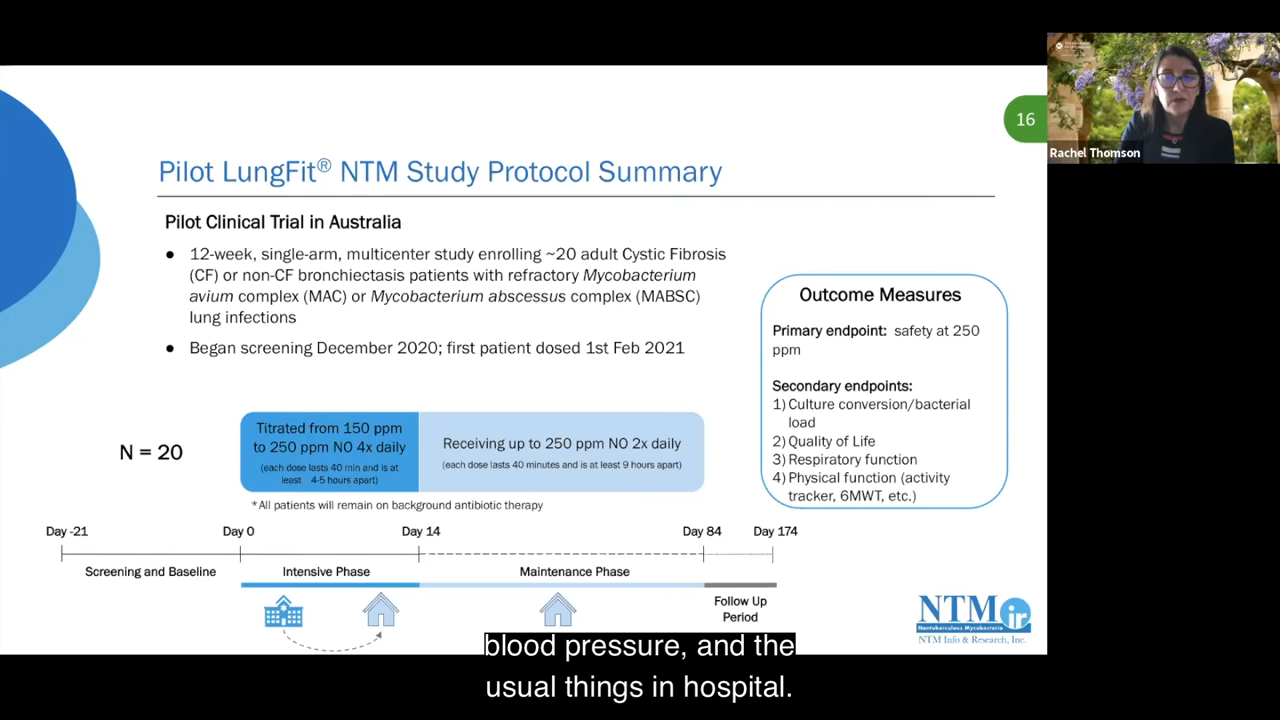 16
Rachel Thomson
Pilot LungFit® NTM Study Protocol Summary
Pilot Clinical Trial in Australia
● 12-week, single-arm, multicenter study enrolling ~20 adult Cystic Fibrosis
(CF) or non-CF bronchiectasis patients with refractory Mycobacterium
avium complex (MAC) or Mycobacterium abscessus complex (MABSC)
lung infections
● Began screening December 2020; first patient dosed 1st Feb 2021
Outcome Measures
Primary endpoint: safety at 250
ppm
Secondary endpoints:
1) Culture conversion/bacterial
load
2) Quality of Life
3) Respiratory function
4) Physical function (activity
tracker, 6MWT, etc.)
N = 20
Titrated from 150 ppm
to 250 ppm NO 4x daily
(each dose lasts 40 min and is at
least 4-5 hours apart)
Receiving up to 250 ppm NO 2x daily
(each dose lasts 40 minutes and is at least 9 hours apart)
*All patients will remain on background antibiotic therapy
Day -21 Day 0 Day 14 Day 84 Day 174
Screening and Baseline Intensive Phase Maintenance Phase
Follow Up
Period
NTM ir
Nontuberculous Mycobacteria
NTM Info & Research, Inc.
blood pressure, and the
usual things in hospital.